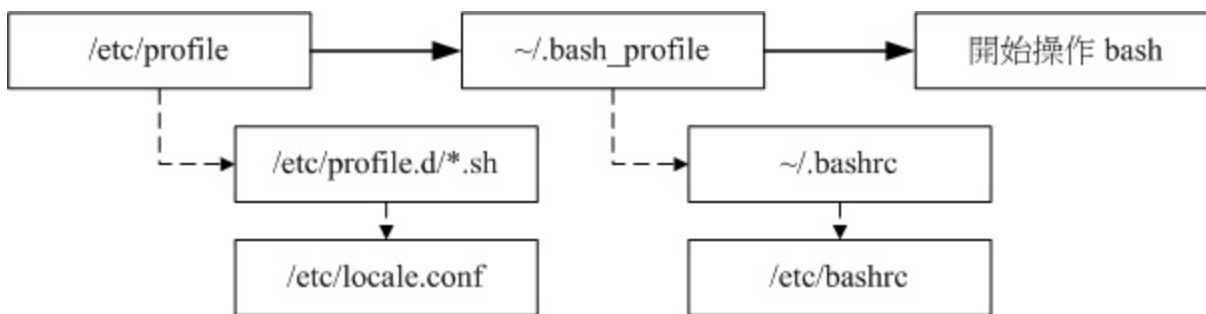 /etc/profile
~/.bash_profile
開始操作 bash
/etc/profile.d/*.sh
~/.bashrc
/etc/locale.conf
/etc/bashrc